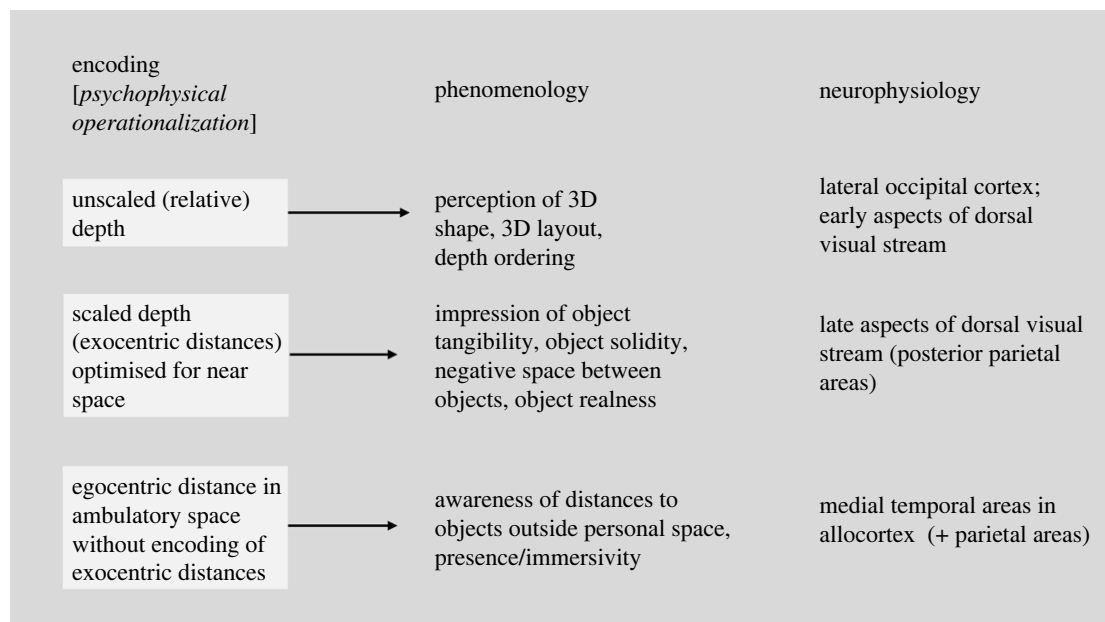 encoding
[psychophysical
operationalization]
phenomenology
neurophysiology
unscaled (relative)
depth
perception of 3D
shape, 3D layout,
depth ordering
lateral occipital cortex;
early aspects of dorsal
visual stream
scaled depth
(exocentric distances)
optimised for near
space
impression of object
tangibility, object solidity,
negative space between
objects, object realness
late aspects of dorsal visual
stream (posterior parietal
areas)
egocentric distance in
ambulatory space
without encoding of
exocentric distances
awareness of distances to
objects outside personal space,
presence/immersivity
medial temporal areas in
allocortex (+ parietal areas)